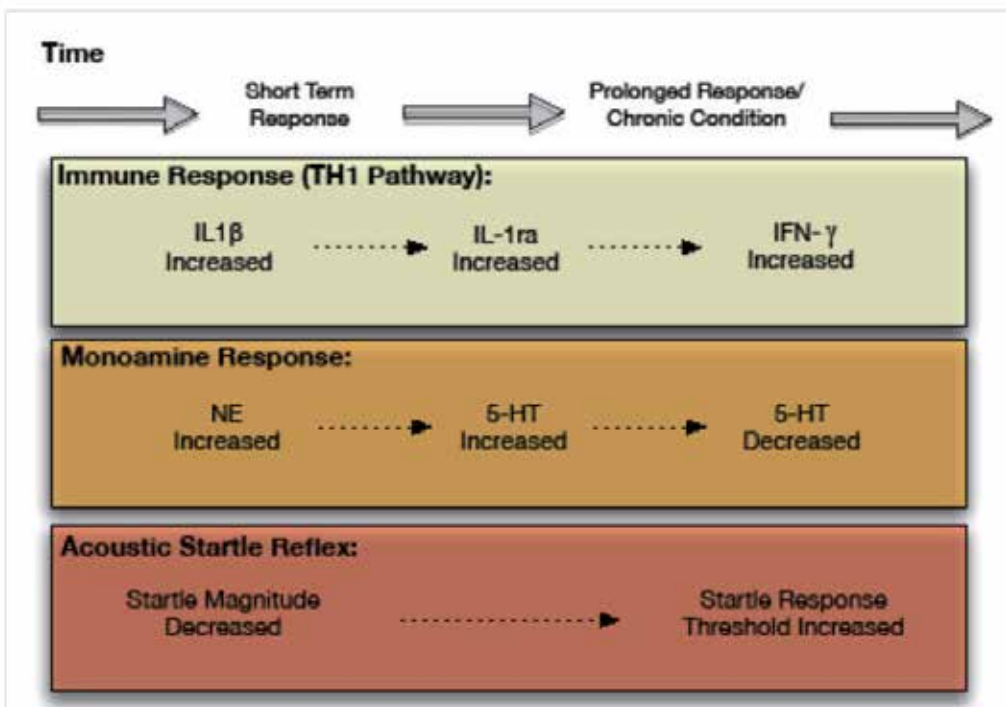 Time
Short Term
Response
Prolonged Response/
Chronic Condition
Immune Response (TH1 Pathway):
IL1β
Increased
IL-1ra
Increased
IFN-γ
Increased
Monoamine Response:
NE
Increased
5-HT
Increased
5-HT
Decreased
Acoustic Startle Reflex:
Startle Magnitude
Decreased
Startle Response
Threshold Increased